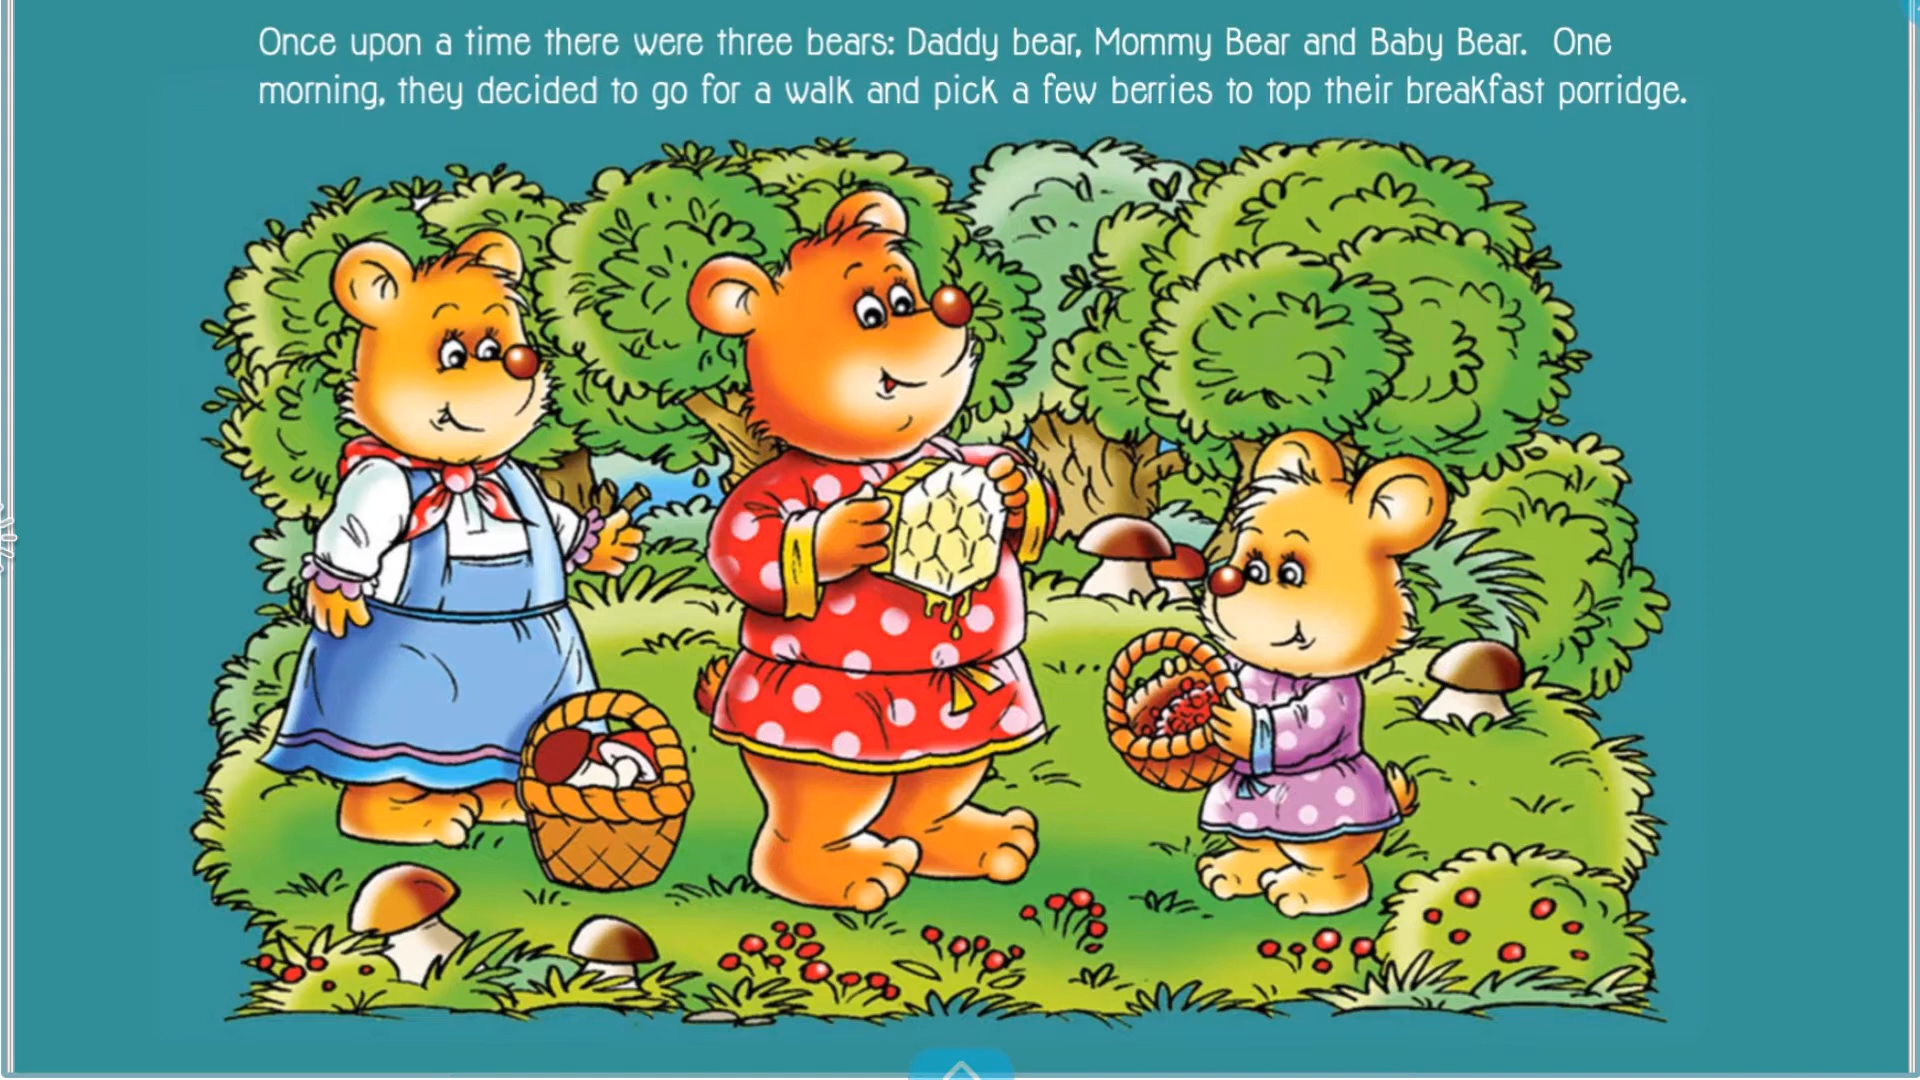 Once upon a time there were three bears: Daddy bear, Mommy Bear and Baby Bear.  One
morning, they decided to go for a walk and pick a few berries to top their breakfast porridge.